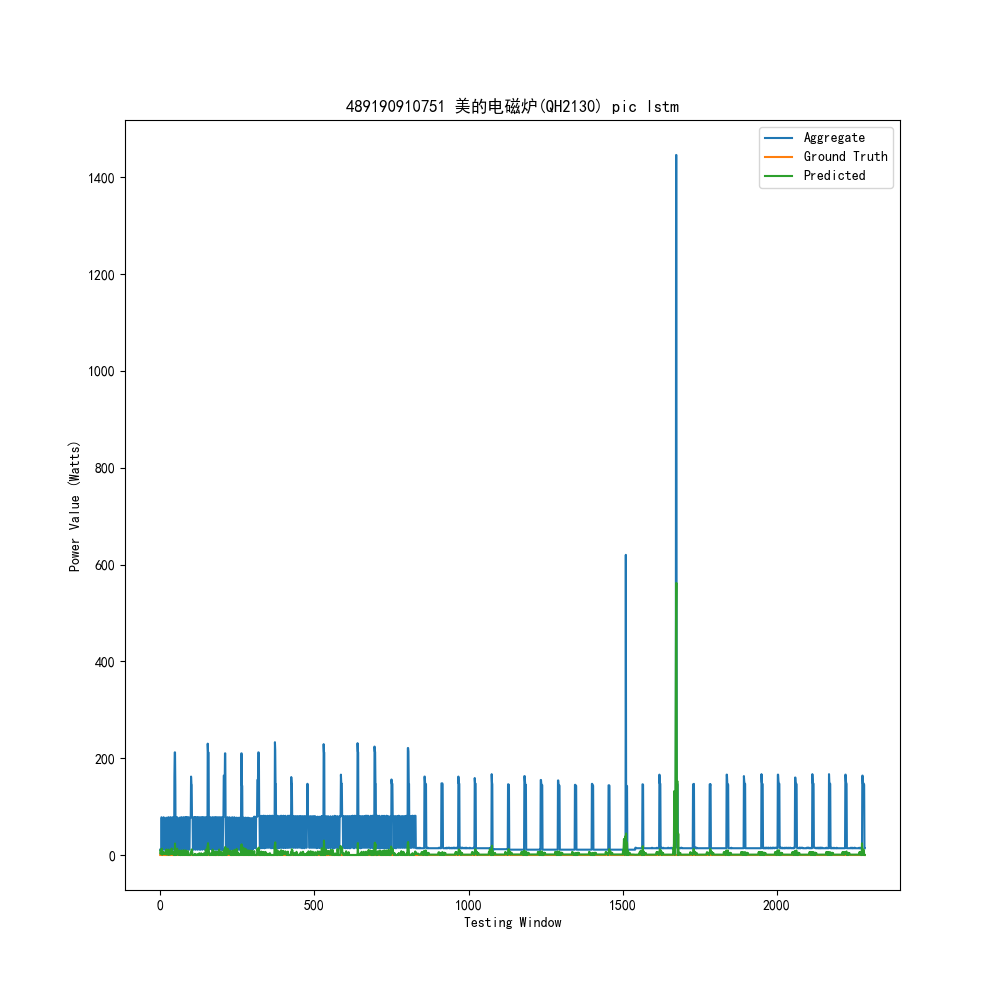 489190910751 美的电磁炉(QH2130) pic lstm
Aggregate
Ground Truth
Predicted
Power Value (Watts)
1400
1200
1000
800
600
400
200
0
0 500 1000 1500 2000
Testing Window